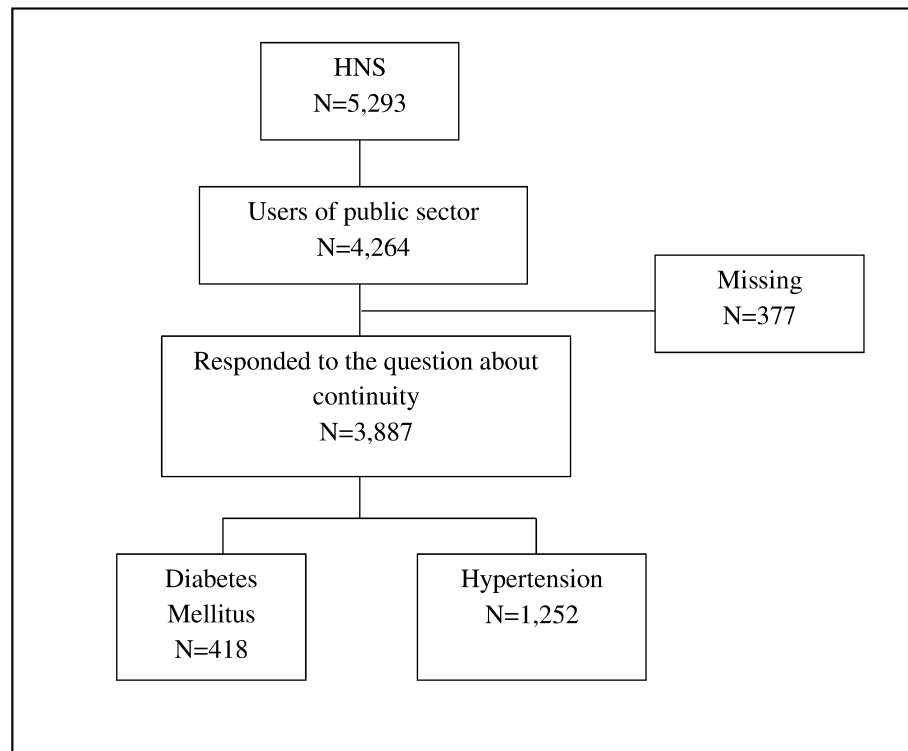 HNS
N=5,293
Users of public sector
N=4,264
Missing
N=377
Responded to the question about
continuity
N=3,887
Diabetes
Mellitus
N=418
Hypertension
N=1,252